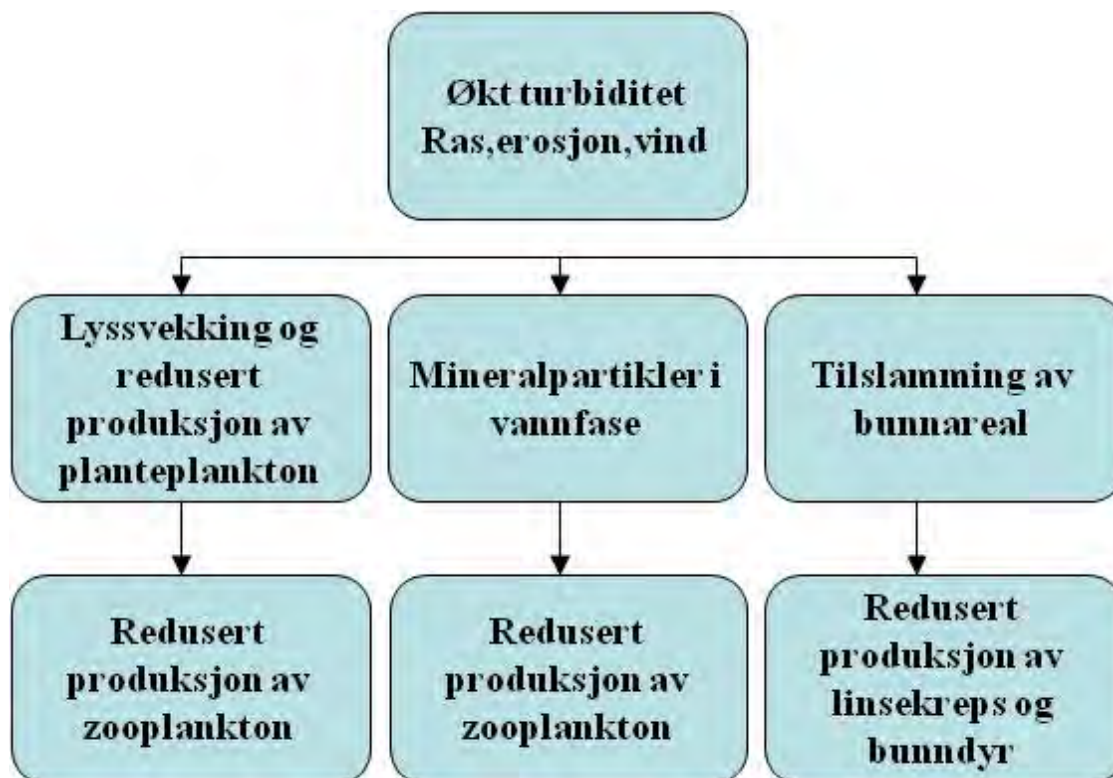 Økt turbiditet
Ras,erosjon,vind
Lyssvekking og
redusert
produksjon av
planteplankton
Mineralpartikler i
vannfase
Tilslamming av
bunnareal
Redusert
produksjon av
zooplankton
Redusert
produksjon av
zooplankton
Redusert
produksjon av
linsekreps og
bunndyr